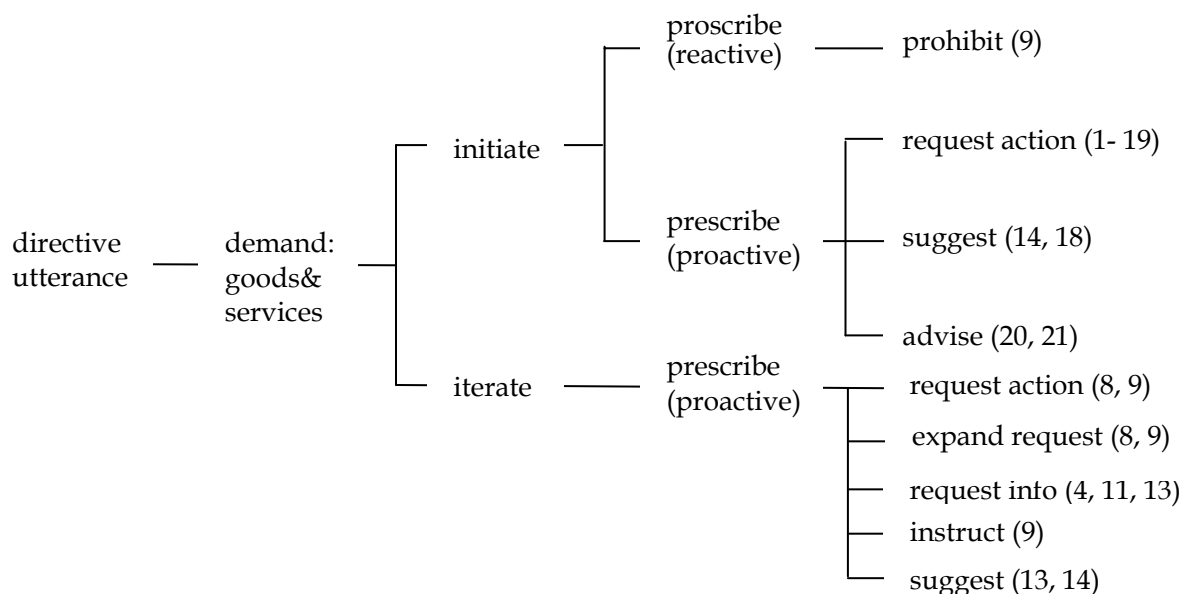 proscribe
(reactive)
prohibit (9)
initiate
request action (1- 19)
directive
utterance
demand:
goods&
services
prescribe
(proactive)
suggest (14, 18)
advise (20, 21)
iterate
prescribe
(proactive)
request action (8, 9)
expand request (8, 9)
request info (4, 11, 13)
instruct (9)
suggest (13, 14)